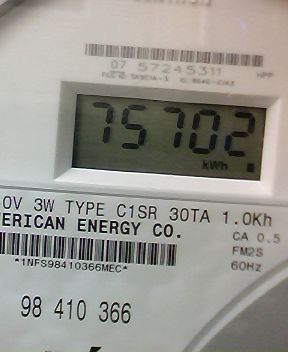 07 57245311
HPP
75702
kWh
0V 3W TYPE C1SR 30TA 1.0Kh
ERICAN ENERGY CO.
CA 0.5
FM2S
*1NFS98410366MEC*
60Hz
98 410 366